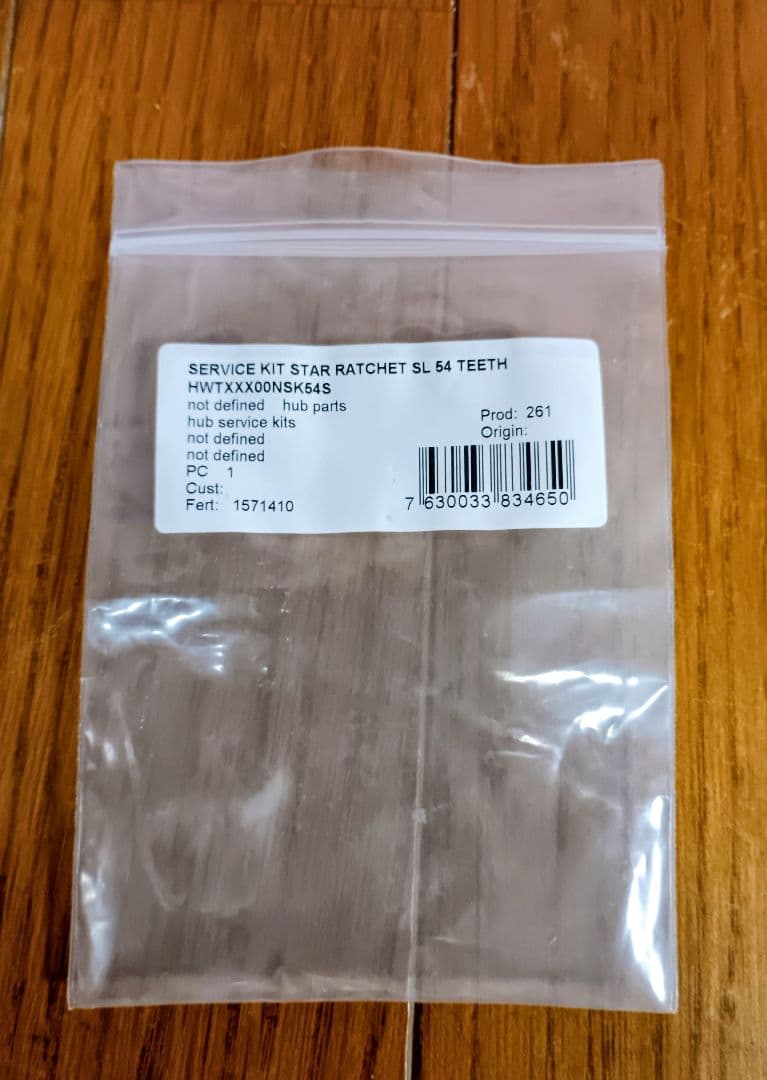 SERVICE KIT STAR RATCHET SL 54 TEETH
HWTXXX00NSK54S
not defined hub parts
hub service kits
not defined
not defined
PC 1
Cust:
Fert: 1571410
Prod: 261
Origin:
7 630033 834650